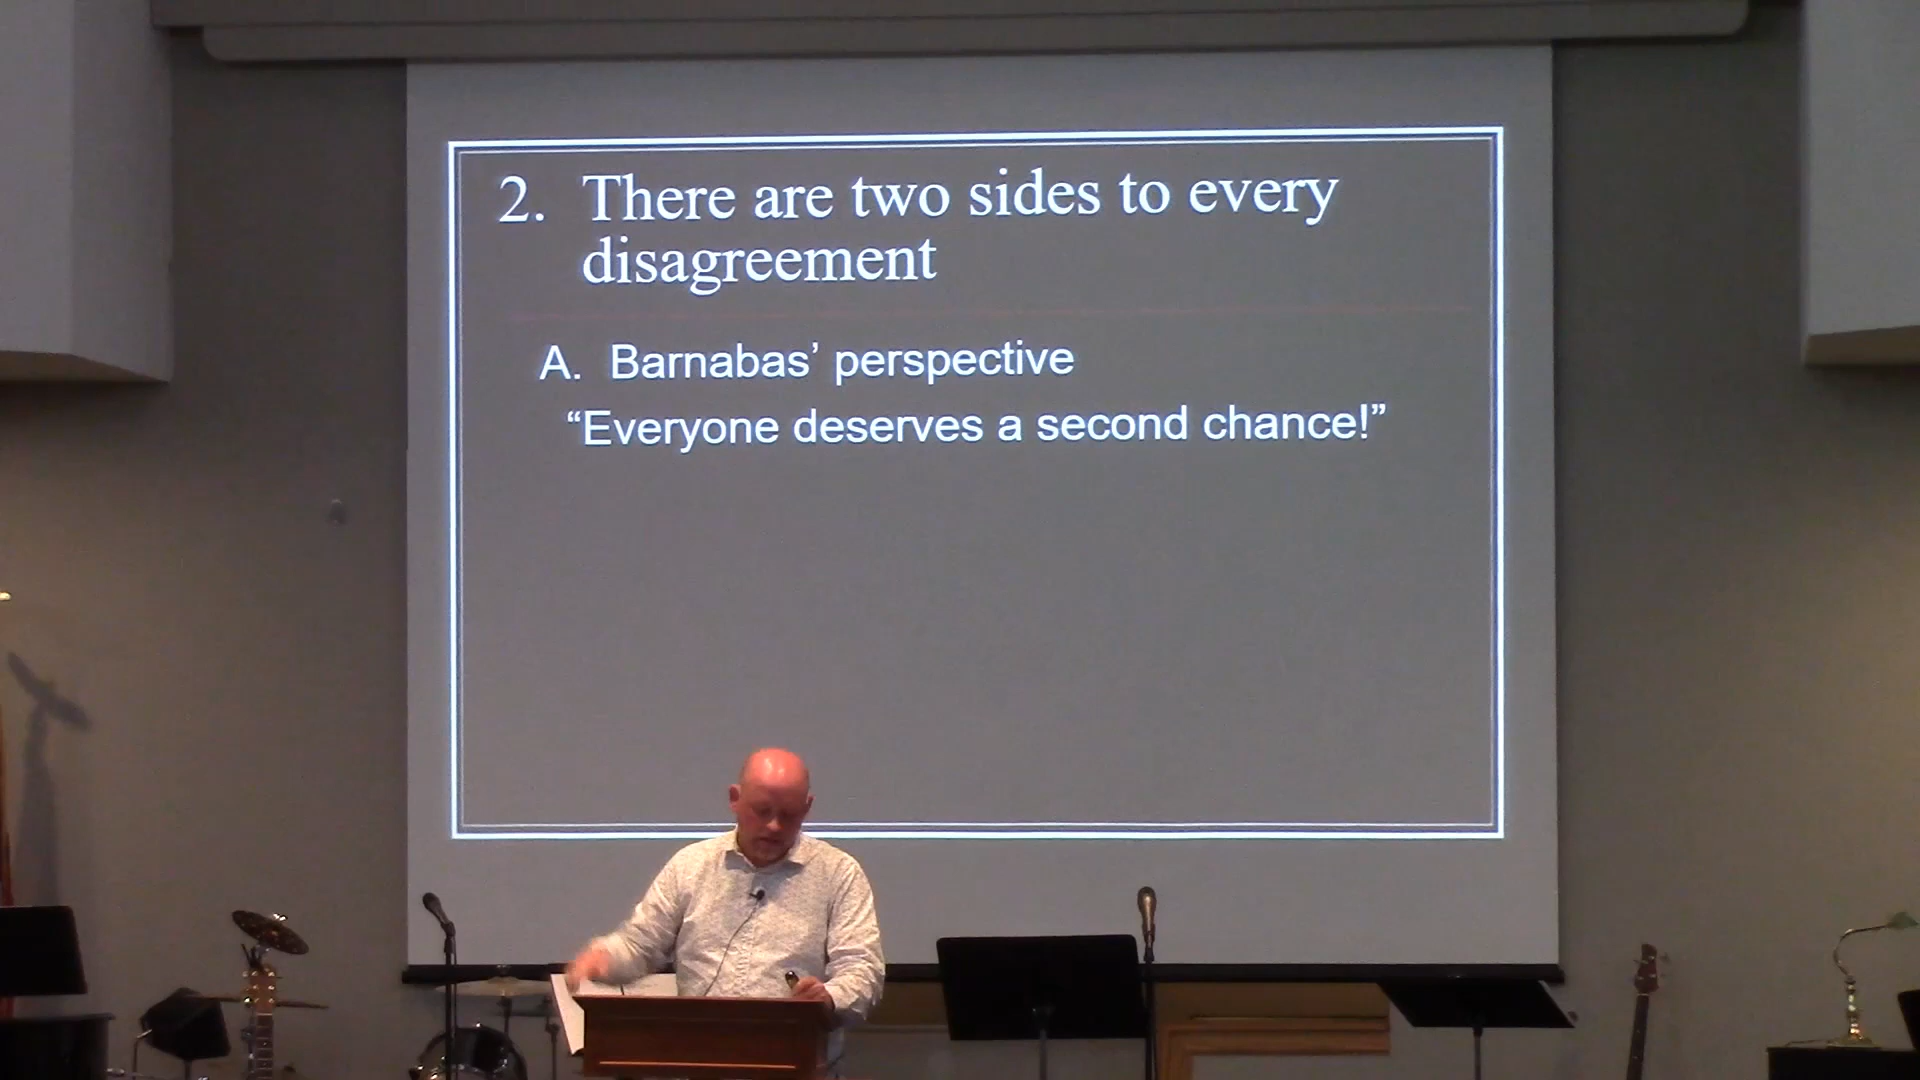 2. There are two sides to every
disagreement
A. Barnabas’ perspective
“Everyone deserves a second chance!”